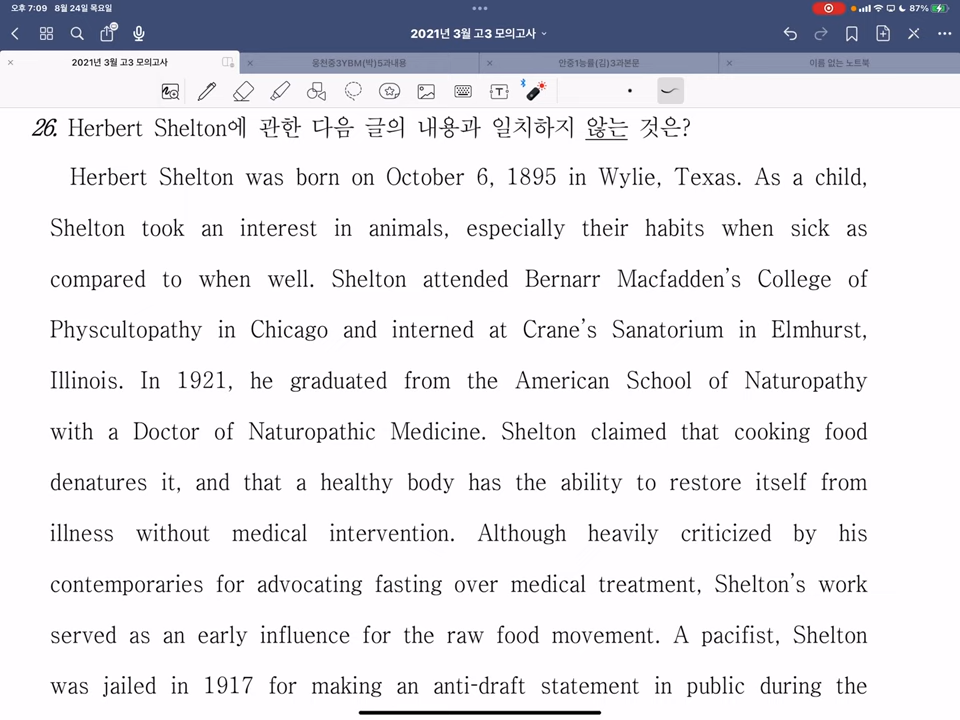 오후 7:09 8월 24일 목요일
87%
2021년 3월 고3 모의고사
2021년 3월 고3 모의고사
웅천중3YBM(박)5과내용
안중1능률(김)3과본문
이름 없는 노트북
26. Herbert Shelton에 관한 다음 글의 내용과 일치하지 않는 것은?
Herbert Shelton was born on October 6, 1895 in Wylie, Texas. As a child,
Shelton took an interest in animals, especially their habits when sick as
compared to when well. Shelton attended Bernarr Macfadden's College of
Physcultopathy in Chicago and interned at Crane's Sanatorium in Elmhurst,
Illinois. In 1921, he graduated from the American School of Naturopathy
with a Doctor of Naturopathic Medicine. Shelton claimed that cooking food
denatures it, and that a healthy body has the ability to restore itself from
illness without medical intervention. Although heavily criticized by his
contemporaries for advocating fasting over medical treatment, Shelton's work
served as an early influence for the raw food movement. A pacifist, Shelton
was jailed in 1917 for making an anti-draft statement in public during the